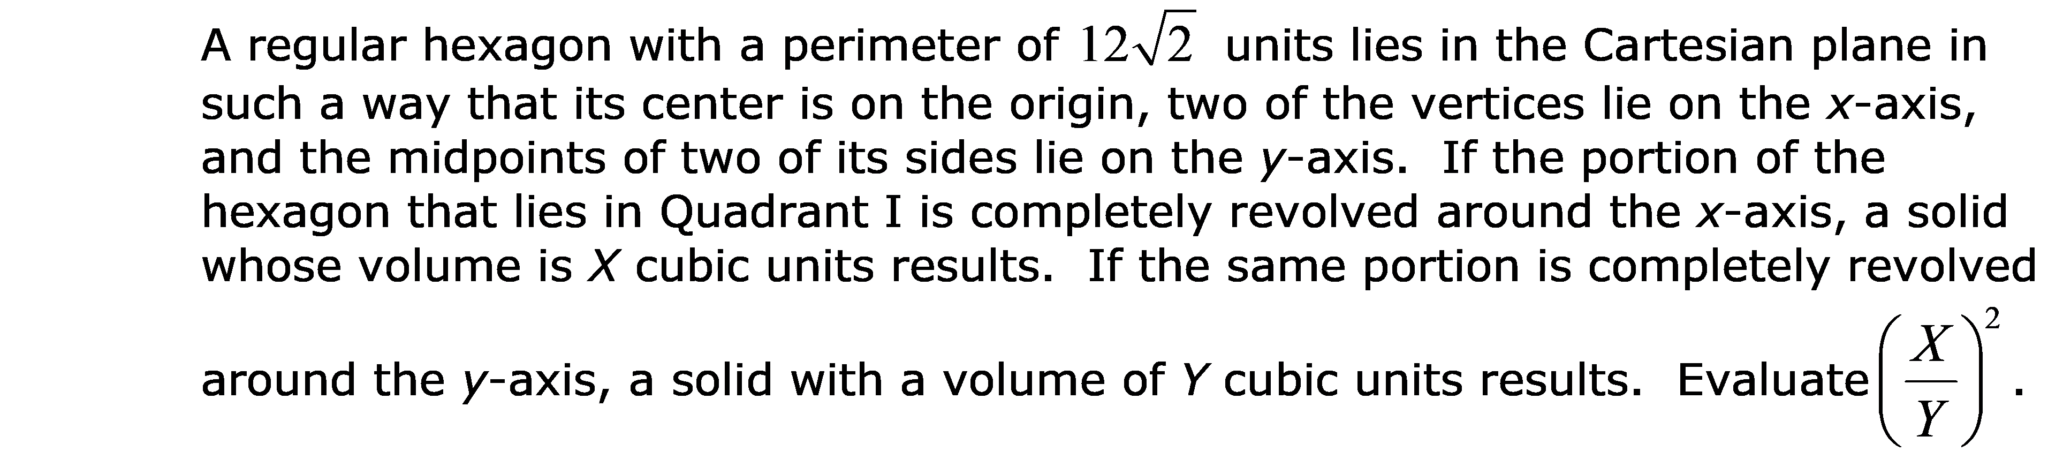 A regular hexagon with a perimeter of 12√2 units lies in the Cartesian plane in
such a way that its center is on the origin, two of the vertices lie on the x-axis,
and the midpoints of two of its sides lie on the y-axis. If the portion of the
hexagon that lies in Quadrant I is completely revolved around the x-axis, a solid
whose volume is X cubic units results. If the same portion is completely revolved
around the y-axis, a solid with a volume of Y cubic units results. Evaluate (X/Y)².